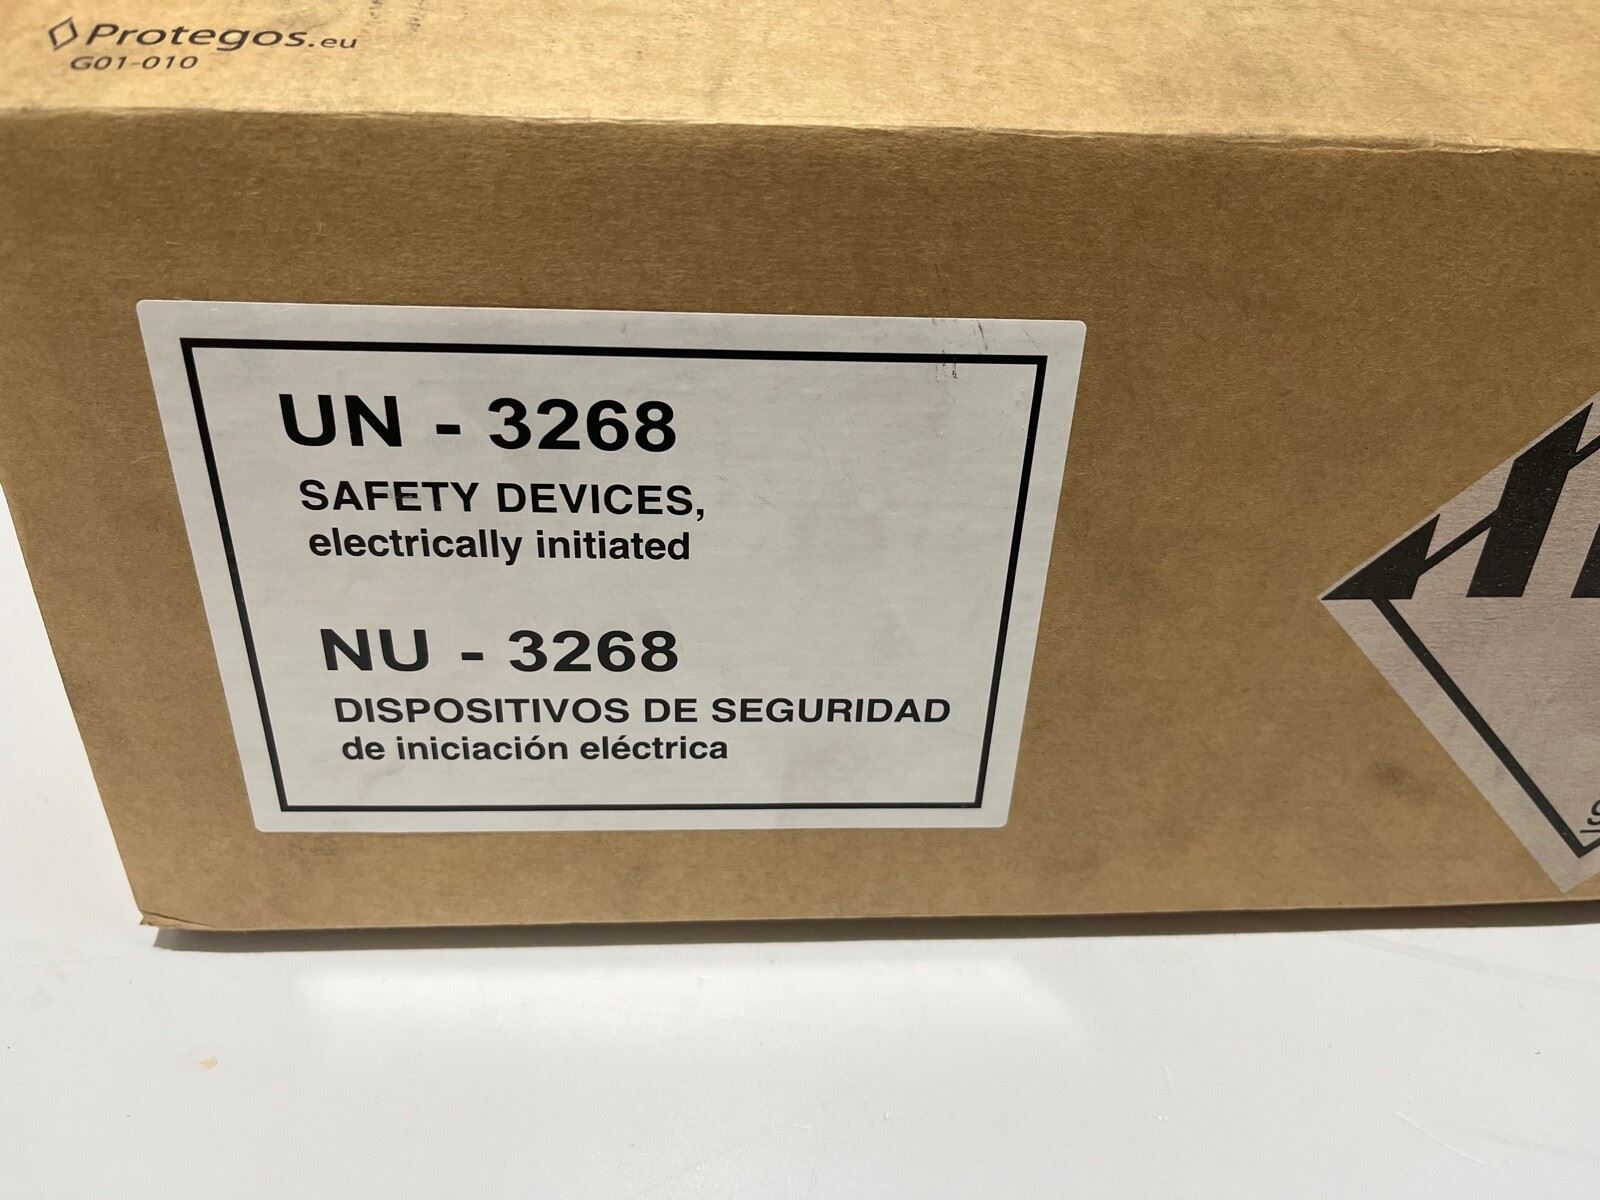 Protegos.eu
G01-010
UN - 3268
SAFETY DEVICES,
electrically initiated
NU - 3268
DISPOSITIVOS DE SEGURIDAD
de iniciación eléctrica